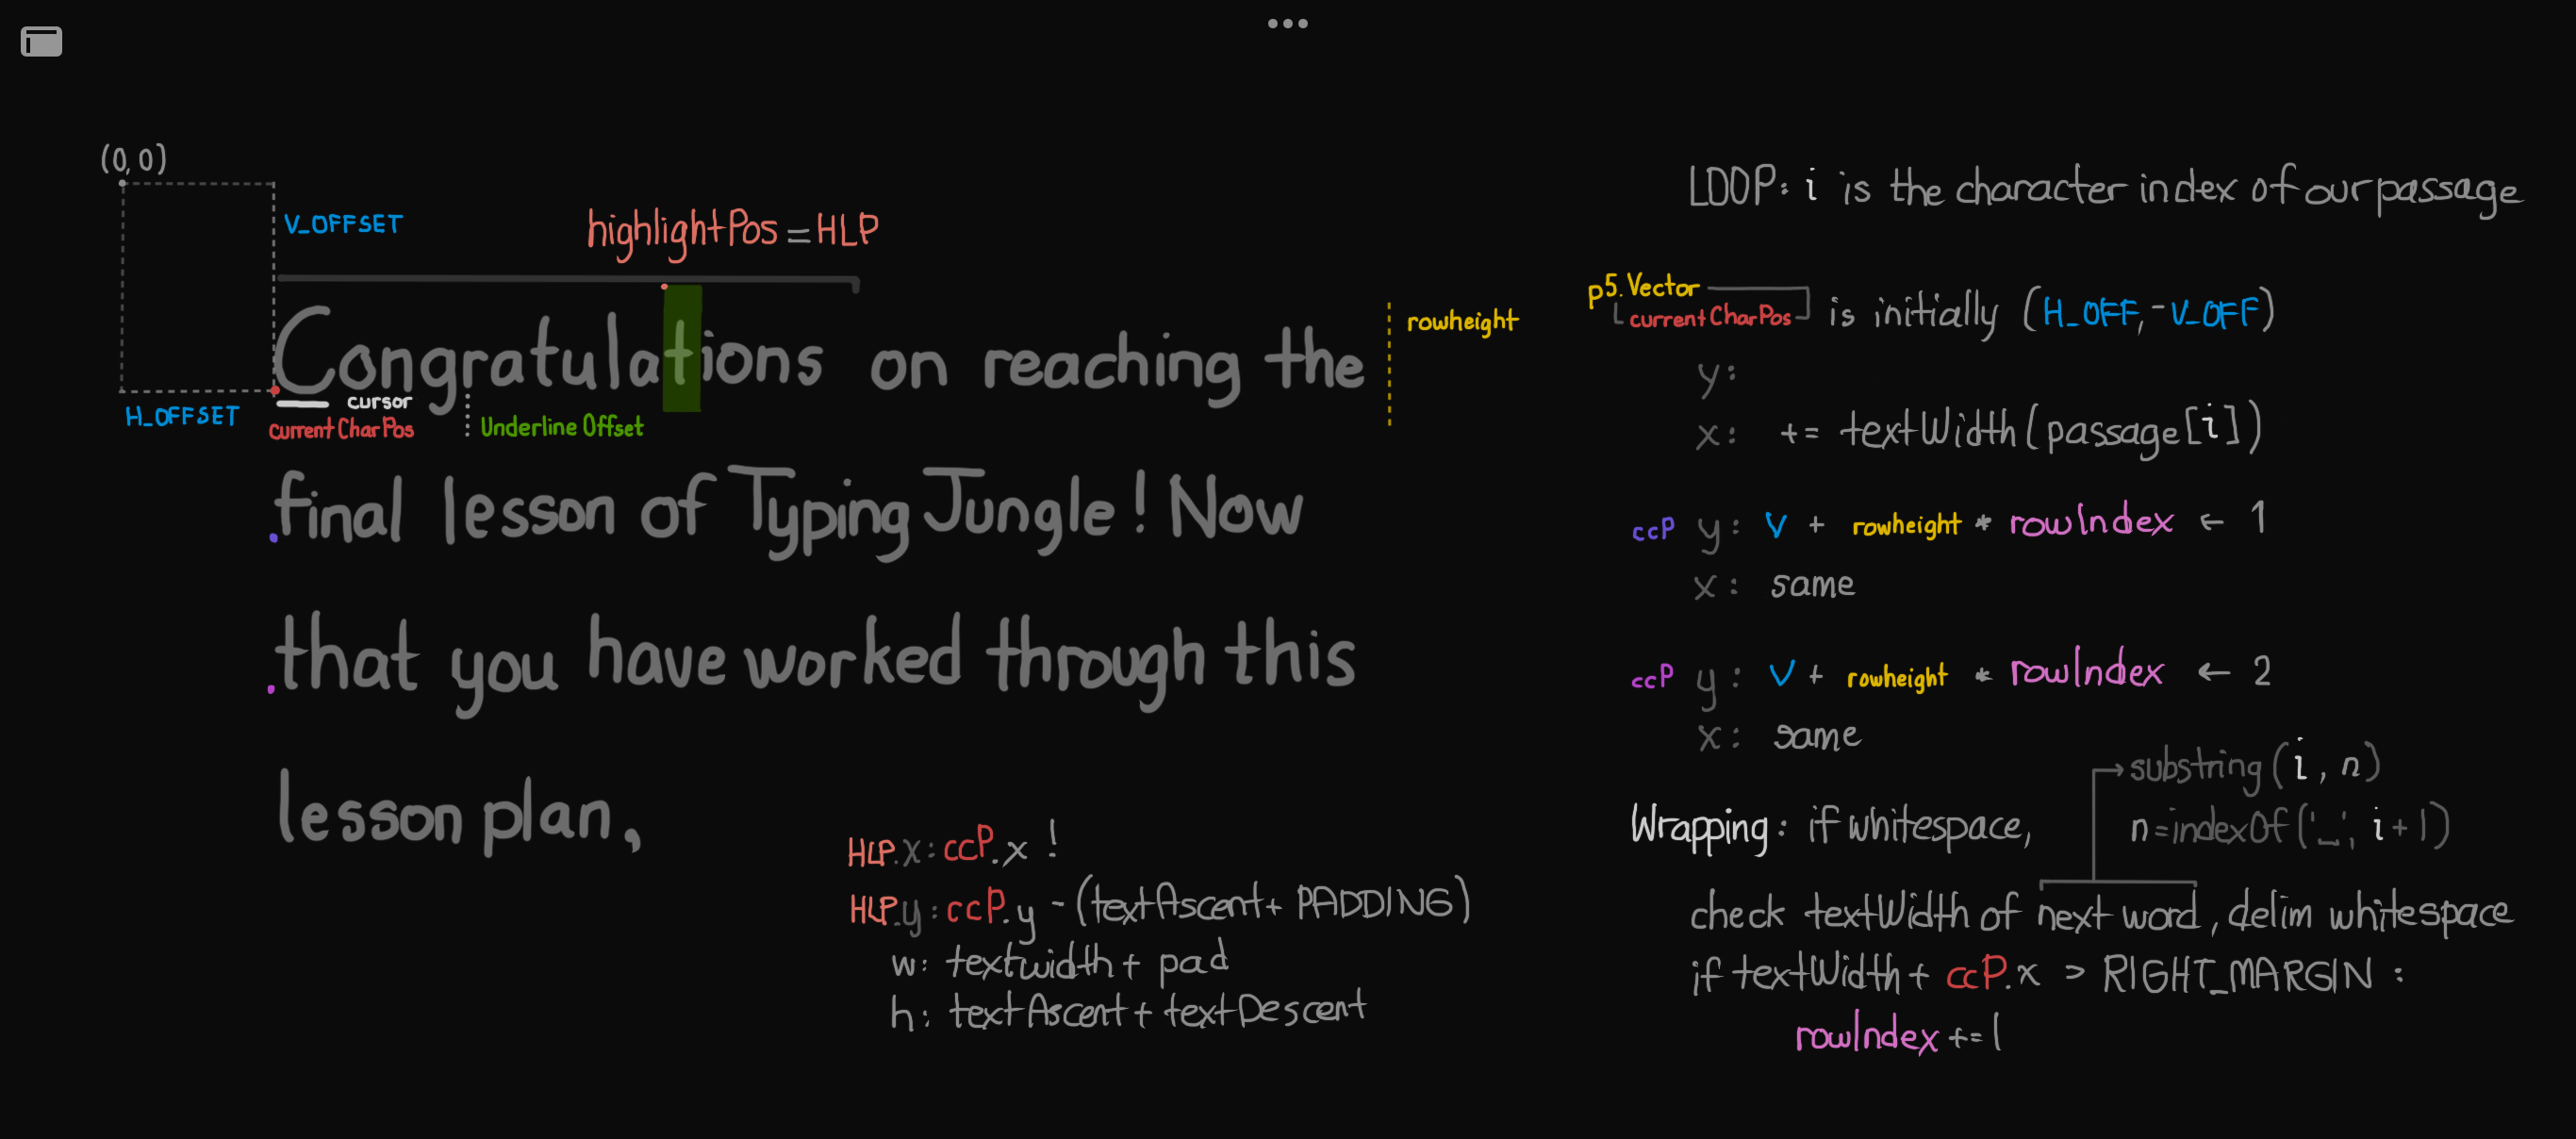 (0,0)
V_OFFSET
highlightPos = HLP
Congratulations on reaching the
rowheight
cursor
H_OFFSET
currentCharPos
Underline Offset
final lesson of Typing Jungle! Now
that you have worked through this
lesson plan,
HLP.x: ccP.x !
HLP.y: ccP.y - (textAscent + PADDING)
w: textwidth + pad
h: textAscent + textDescent
LOOP: i is the character index of our passage
p5.Vector
currentCharPos is initially (H_OFF, -V_OFF)
y:
x: += textWidth(passage[i])
ccP y: V + rowheight * rowIndex ← 1
x: same
ccP y: V + rowheight * rowIndex ← 2
x: same
substring(i, n)
n = indexOf('_', i+1)
Wrapping: if whitespace,
check textWidth of next word, delim whitespace
if textWidth + ccP.x > RIGHT_MARGIN:
rowIndex += 1